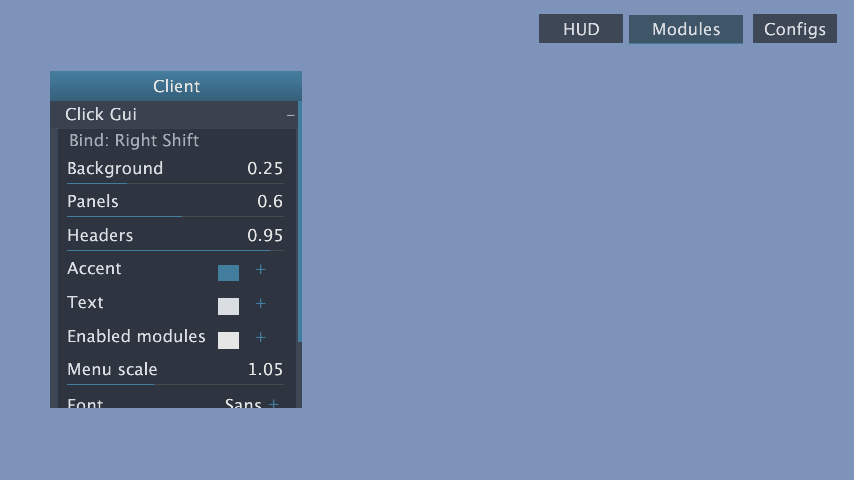 HUD Modules Configs
Client
Click Gui −
Bind: Right Shift
Background 0.25
Panels 0.6
Headers 0.95
Accent +
Text +
Enabled modules +
Menu scale 1.05
Font Sans +